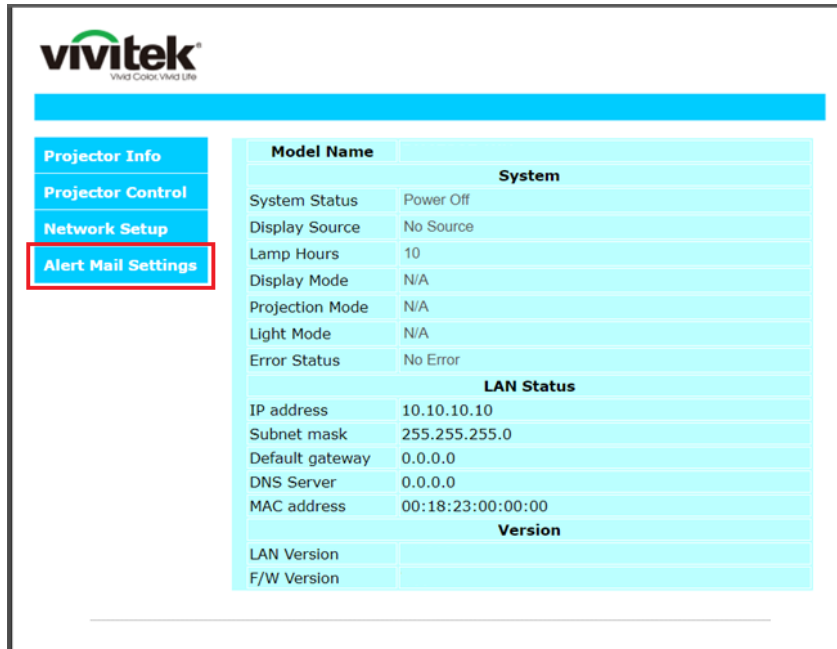 vivitek®
Vivid Color, Vivid Life
Projector Info
Projector Control
Network Setup
Alert Mail Settings
Model Name
System
System Status Power Off
Display Source No Source
Lamp Hours 10
Display Mode N/A
Projection Mode N/A
Light Mode N/A
Error Status No Error
LAN Status
IP address 10.10.10.10
Subnet mask 255.255.255.0
Default gateway 0.0.0.0
DNS Server 0.0.0.0
MAC address 00:18:23:00:00:00
Version
LAN Version
F/W Version